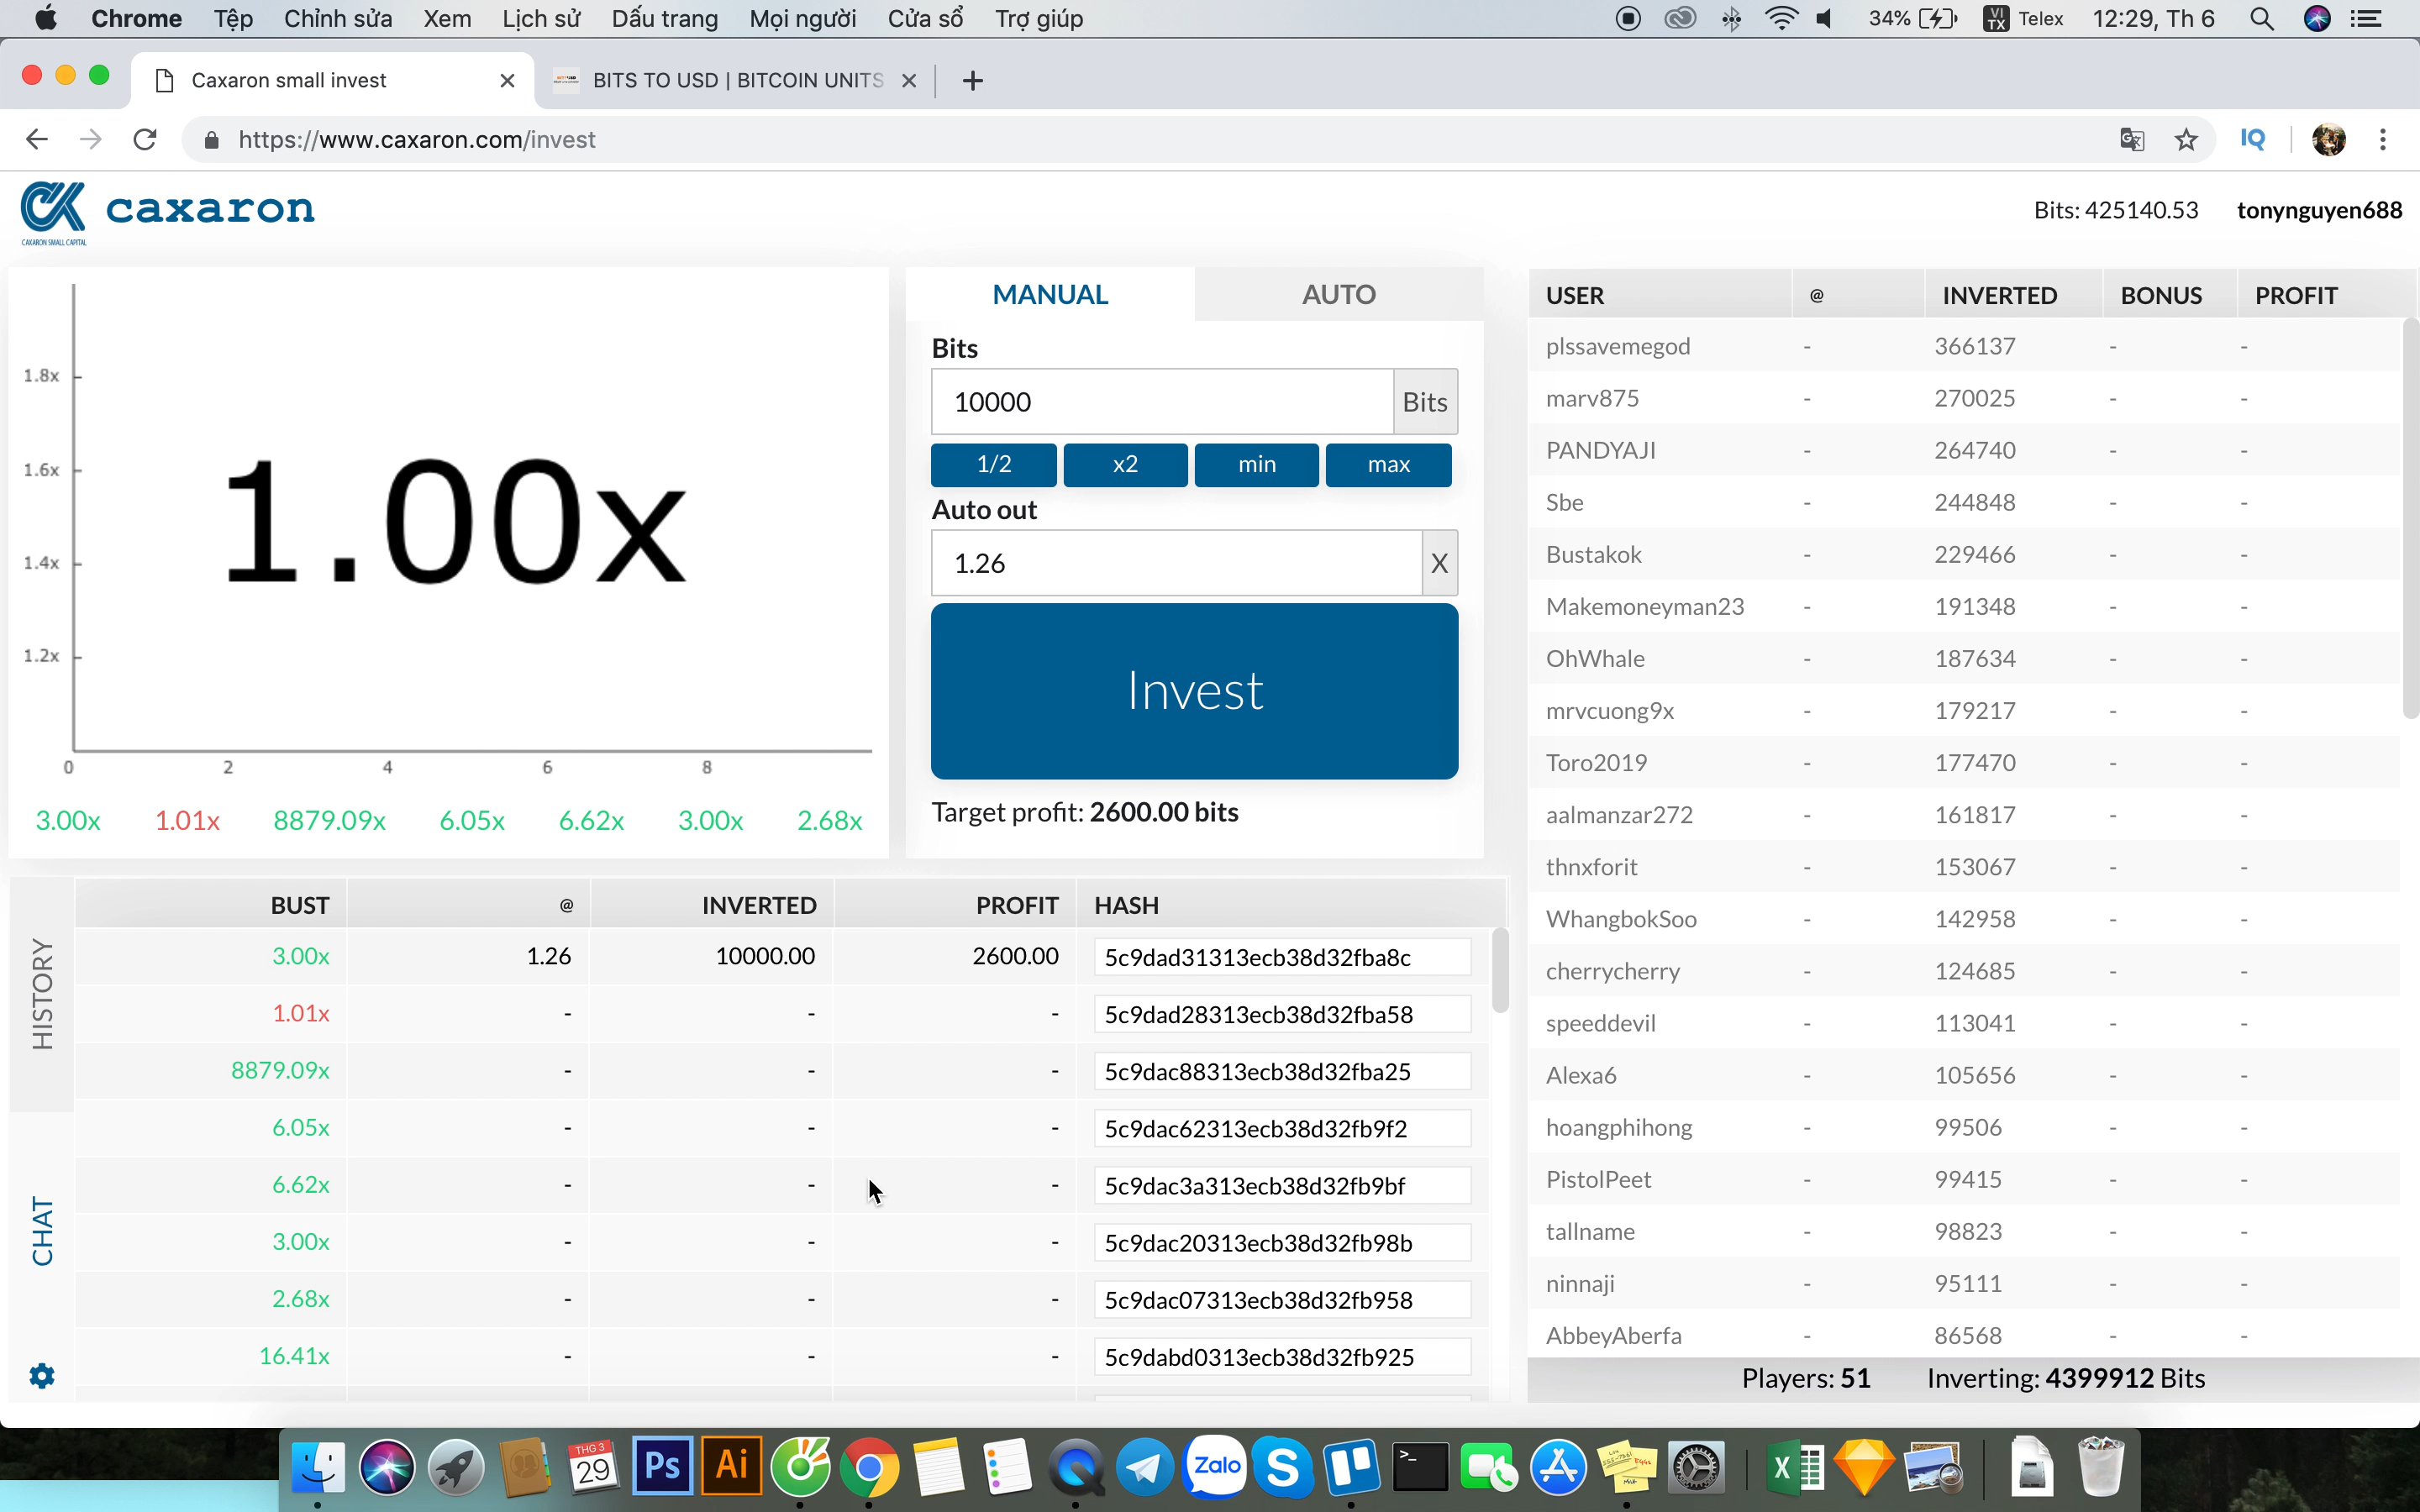 Chrome Tệp Chỉnh sửa Xem Lịch sử Dấu trang Mọi người Cửa sổ Trợ giúp 34% VI TX Telex 12:29, Th 6
Caxaron small invest BITS TO USD | BITCOIN UNITS
https://www.caxaron.com/invest IQ
CK caxaron Bits: 425140.53 tonynguyen688
CAXARON SMALL CAPITAL
1.8x
1.6x
1.4x
1.2x
1.00x
0 2 4 6 8
3.00x 1.01x 8879.09x 6.05x 6.62x 3.00x 2.68x
MANUAL AUTO
Bits
10000 Bits
1/2 x2 min max
Auto out
1.26 X
Invest
Target profit: 2600.00 bits
HISTORY
CHAT
BUST @ INVERTED PROFIT HASH
3.00x 1.26 10000.00 2600.00 5c9dad31313ecb38d32fba8c
1.01x - - - 5c9dad28313ecb38d32fba58
8879.09x - - - 5c9dac88313ecb38d32fba25
6.05x - - - 5c9dac62313ecb38d32fb9f2
6.62x - - - 5c9dac3a313ecb38d32fb9bf
3.00x - - - 5c9dac20313ecb38d32fb98b
2.68x - - - 5c9dac07313ecb38d32fb958
16.41x - - - 5c9dabd0313ecb38d32fb925
USER @ INVERTED BONUS PROFIT
plssavemegod - 366137 - -
marv875 - 270025 - -
PANDYAJI - 264740 - -
Sbe - 244848 - -
Bustakok - 229466 - -
Makemoneyman23 - 191348 - -
OhWhale - 187634 - -
mrvcuong9x - 179217 - -
Toro2019 - 177470 - -
aalmanzar272 - 161817 - -
thnxforit - 153067 - -
WhangbokSoo - 142958 - -
cherrycherry - 124685 - -
speeddevil - 113041 - -
Alexa6 - 105656 - -
hoangphihong - 99506 - -
PistolPeet - 99415 - -
tallname - 98823 - -
ninnaji - 95111 - -
AbbeyAberfa - 86568 - -
Players: 51 Inverting: 4399912 Bits
THG 3
29 Ps Ai Zalo S X